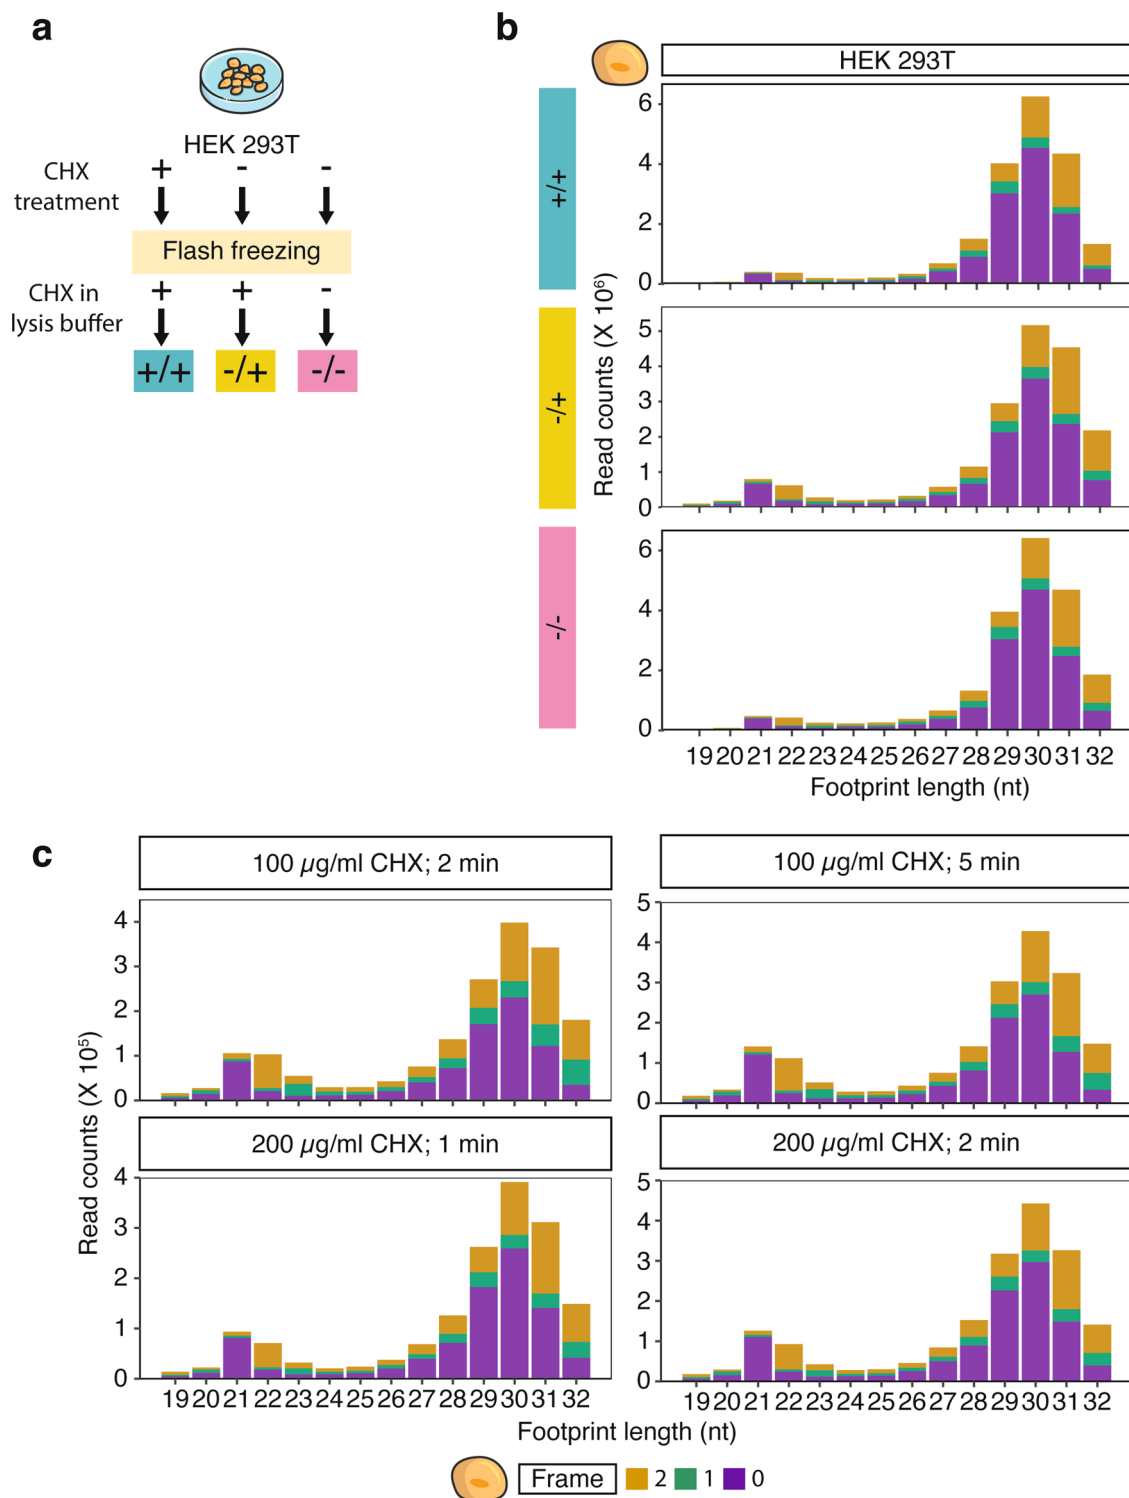 a
HEK 293T
CHX treatment
+ - -
Flash freezing
CHX in lysis buffer
+ + -
+/+ -/+ -/-
b
HEK 293T
+/+
6
4
2
0
-/+
5
4
3
2
1
0
-/-
6
4
2
0
Read counts (X 10⁶)
19 20 21 22 23 24 25 26 27 28 29 30 31 32
Footprint length (nt)
c
100 µg/ml CHX; 2 min
4
3
2
1
0
100 µg/ml CHX; 5 min
5
4
3
2
1
0
Read counts (X 10⁵)
200 µg/ml CHX; 1 min
4
3
2
1
0
19 20 21 22 23 24 25 26 27 28 29 30 31 32
200 µg/ml CHX; 2 min
5
4
3
2
1
0
19 20 21 22 23 24 25 26 27 28 29 30 31 32
Footprint length (nt)
Frame 2 1 0